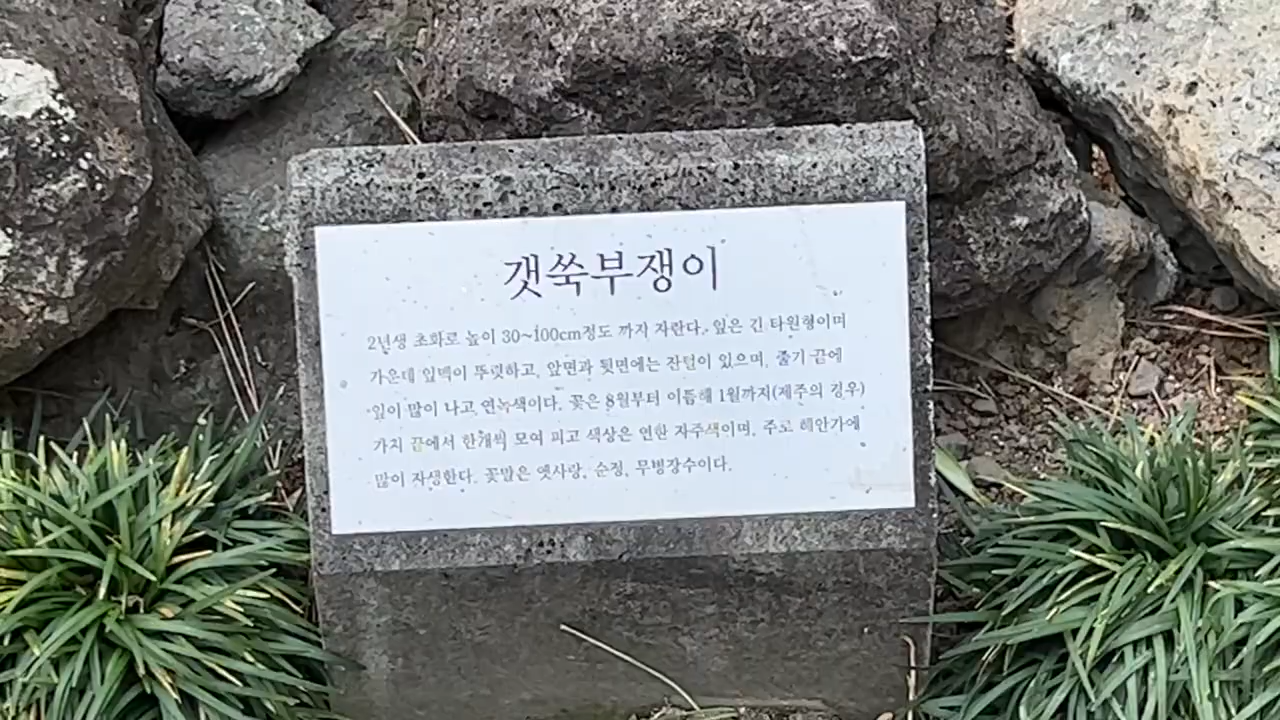 갯쑥부쟁이
2년생 초화로 높이 30~100cm정도 까지 자란다. 잎은 긴 타원형이며
가운데 잎맥이 뚜렷하고, 앞면과 뒷면에는 잔털이 있으며, 줄기 끝에
잎이 많이 나고 연녹색이다. 꽃은 8월부터 이듬해 1월까지(제주의 경우)
가지 끝에서 한개씩 모여 피고 색상은 연한 자주색이며, 주로 해안가에
많이 자생한다. 꽃말은 옛사랑, 순정, 무병장수이다.